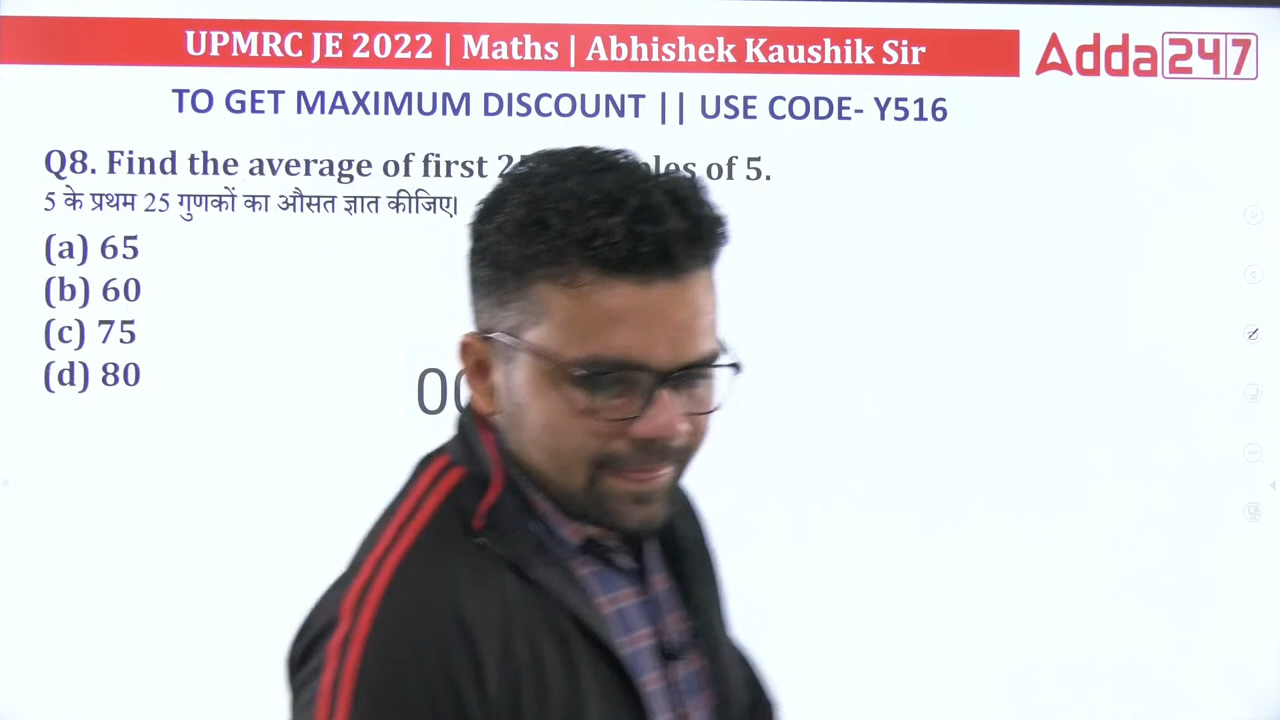 UPMRC JE 2022 | Maths | Abhishek Kaushik Sir
Adda247
TO GET MAXIMUM DISCOUNT || USE CODE- Y516
Q8. Find the average of first of 5.
5 के प्रथम 25 गुणकों का औसत ज्ञात कीजिए।
(a) 65
(b) 60
(c) 75
(d) 80